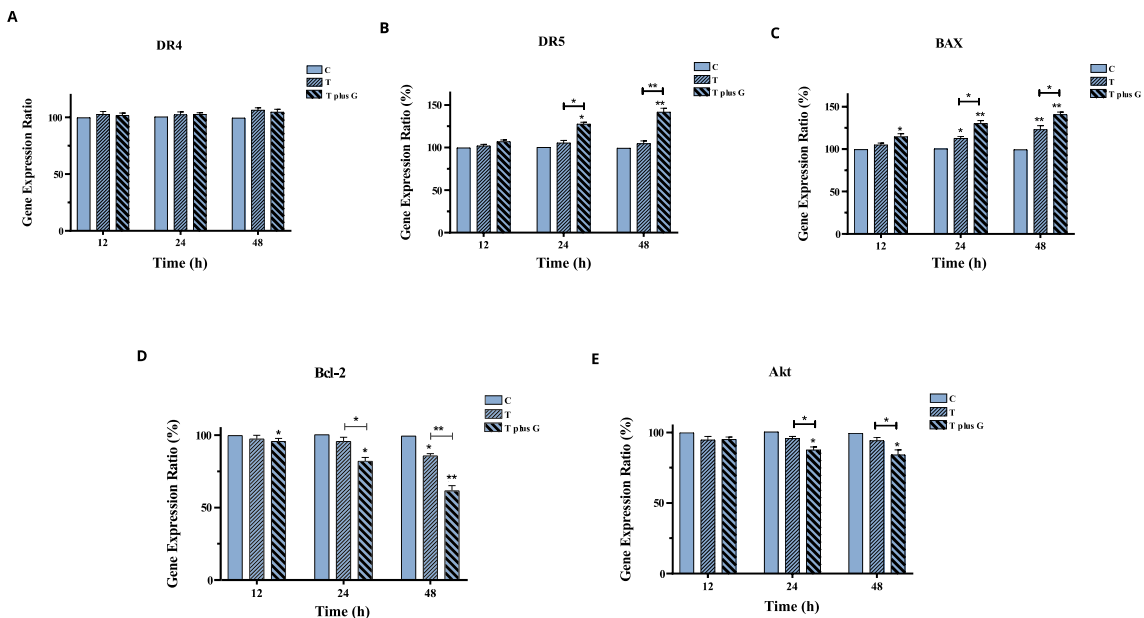 A
DR4
C
T
T plus G
Gene Expression Ratio
100
50
0
12
24
48
Time (h)
B
DR5
C
T
T plus G
Gene Expression Ratio (%)
150
100
50
0
*
*
**
**
12
24
48
Time (h)
C
BAX
C
T
T plus G
Gene Expression Ratio (%)
150
100
50
0
*
*
*
**
*
**
**
12
24
48
Time (h)
D
Bcl-2
C
T
T plus G
Gene Expression Ratio (%)
100
50
0
*
*
*
**
*
**
12
24
48
Time (h)
E
Akt
C
T
T plus G
Gene Expression Ratio (%)
100
50
0
*
*
*
*
12
24
48
Time (h)